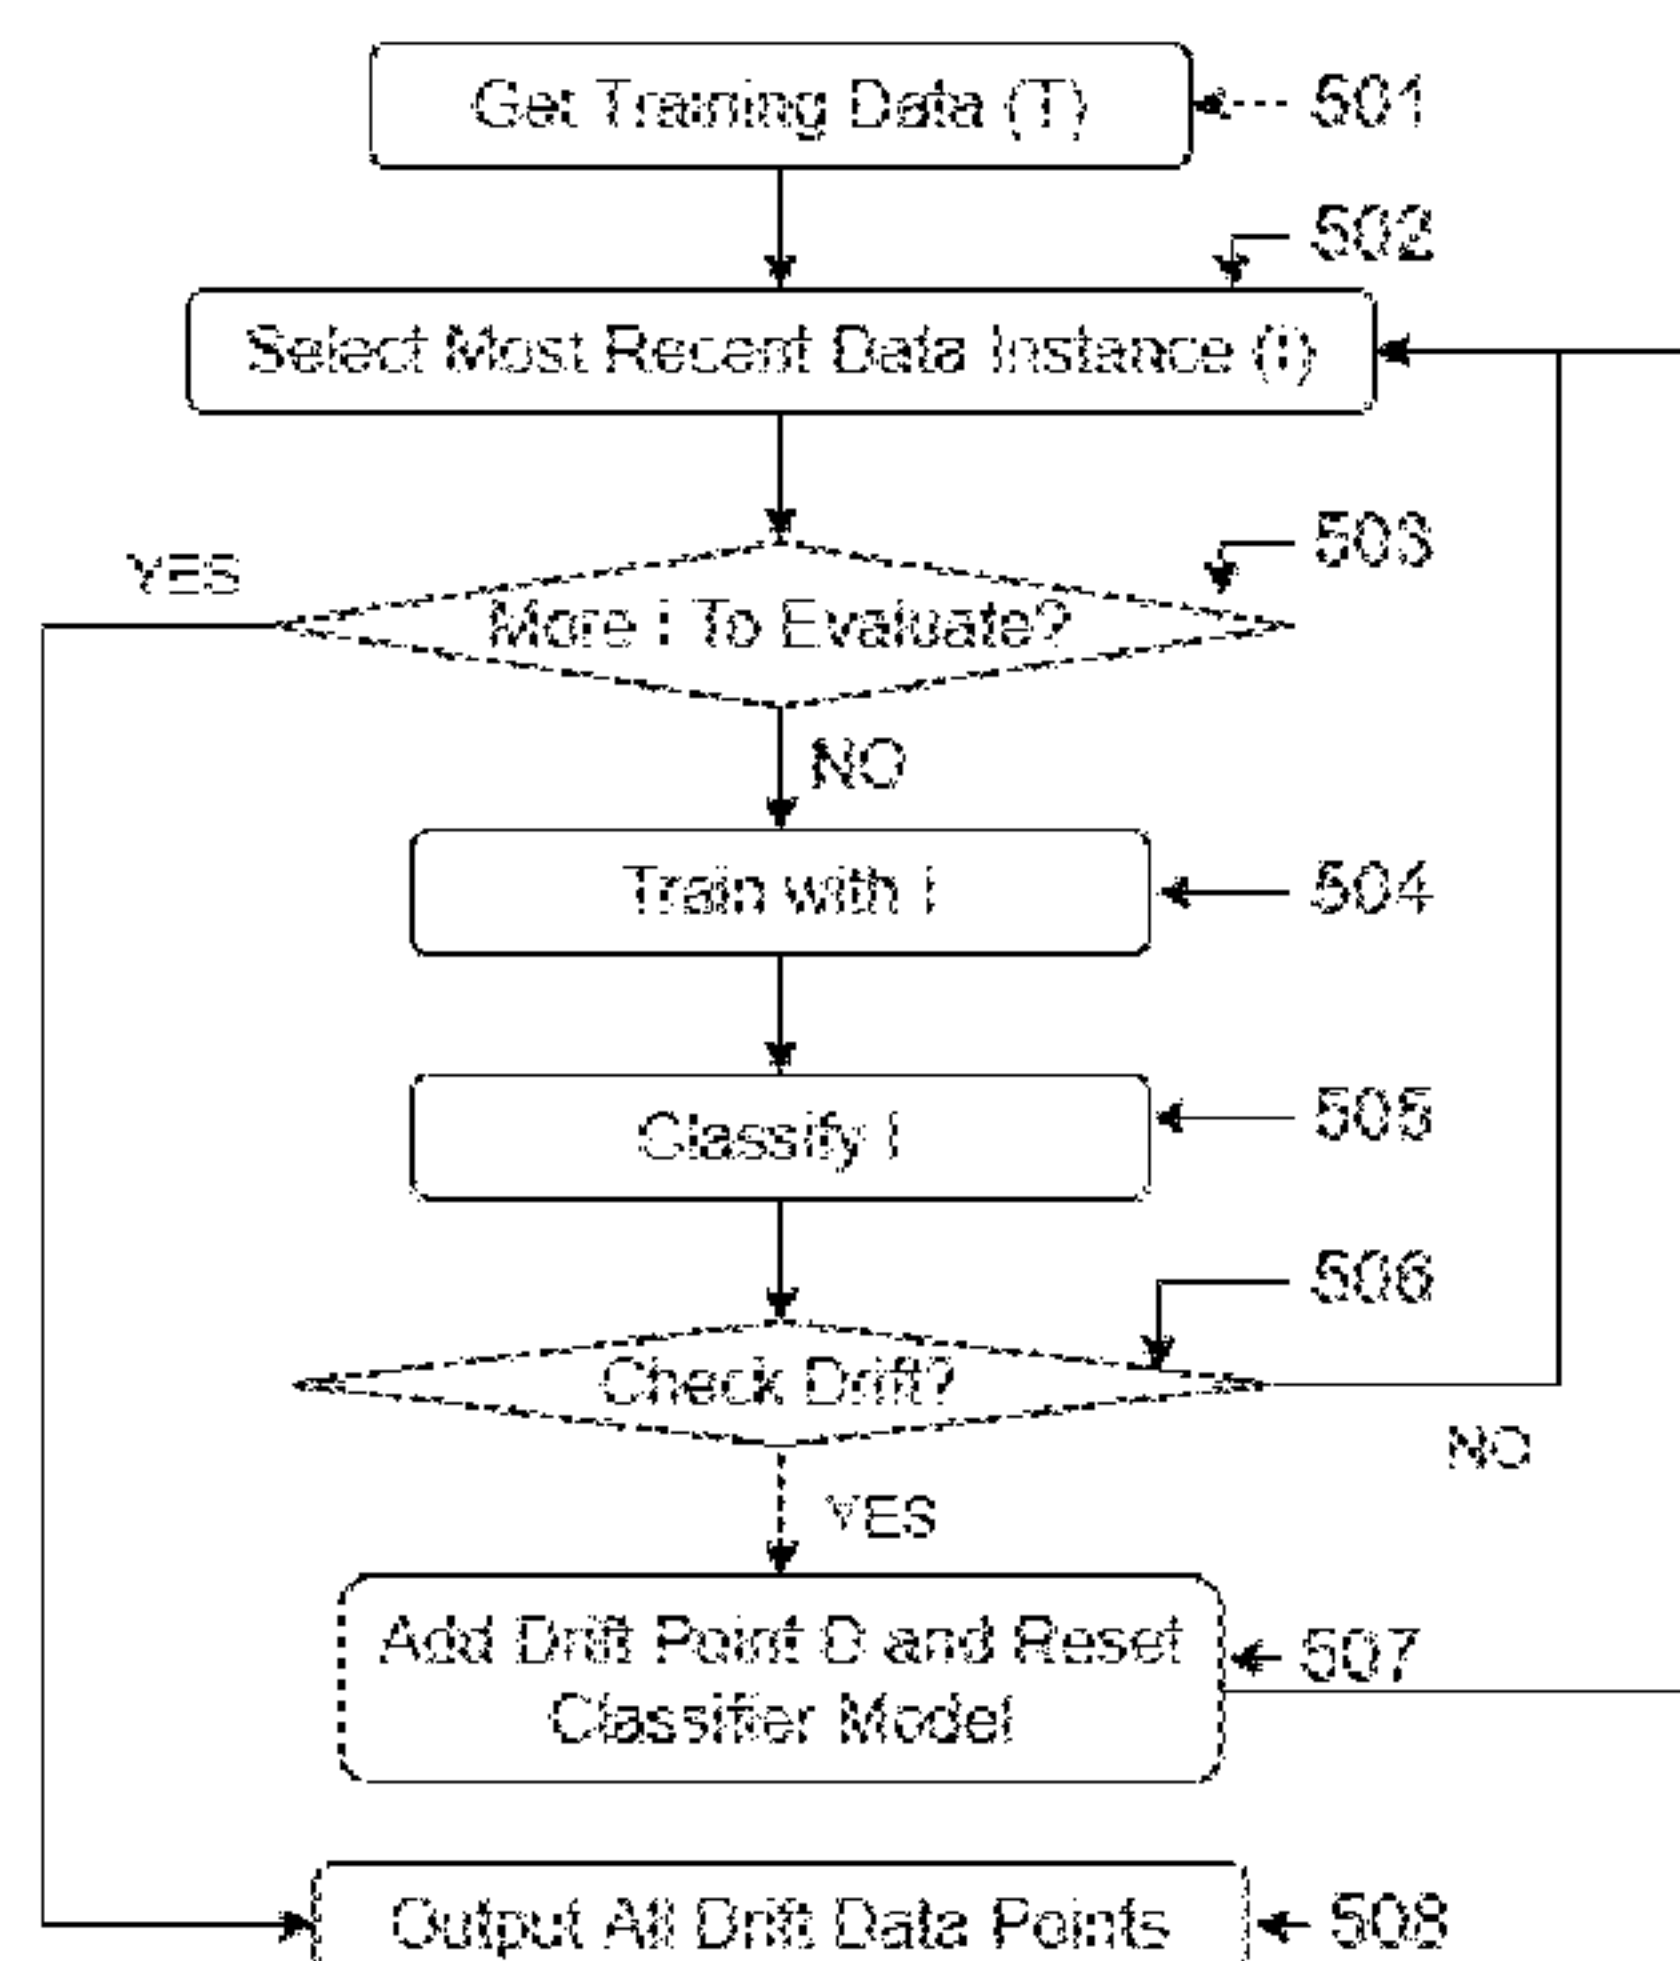 Get Training Data (T)
501
502
Select Most Recent Data Instance (I)
503
YES
More I To Evaluate?
NO
Train with I
504
Classify I
505
506
Check Drift?
NO
YES
Add Drift Point D and Reset
Classifier Model
507
Output All Drift Data Points
508